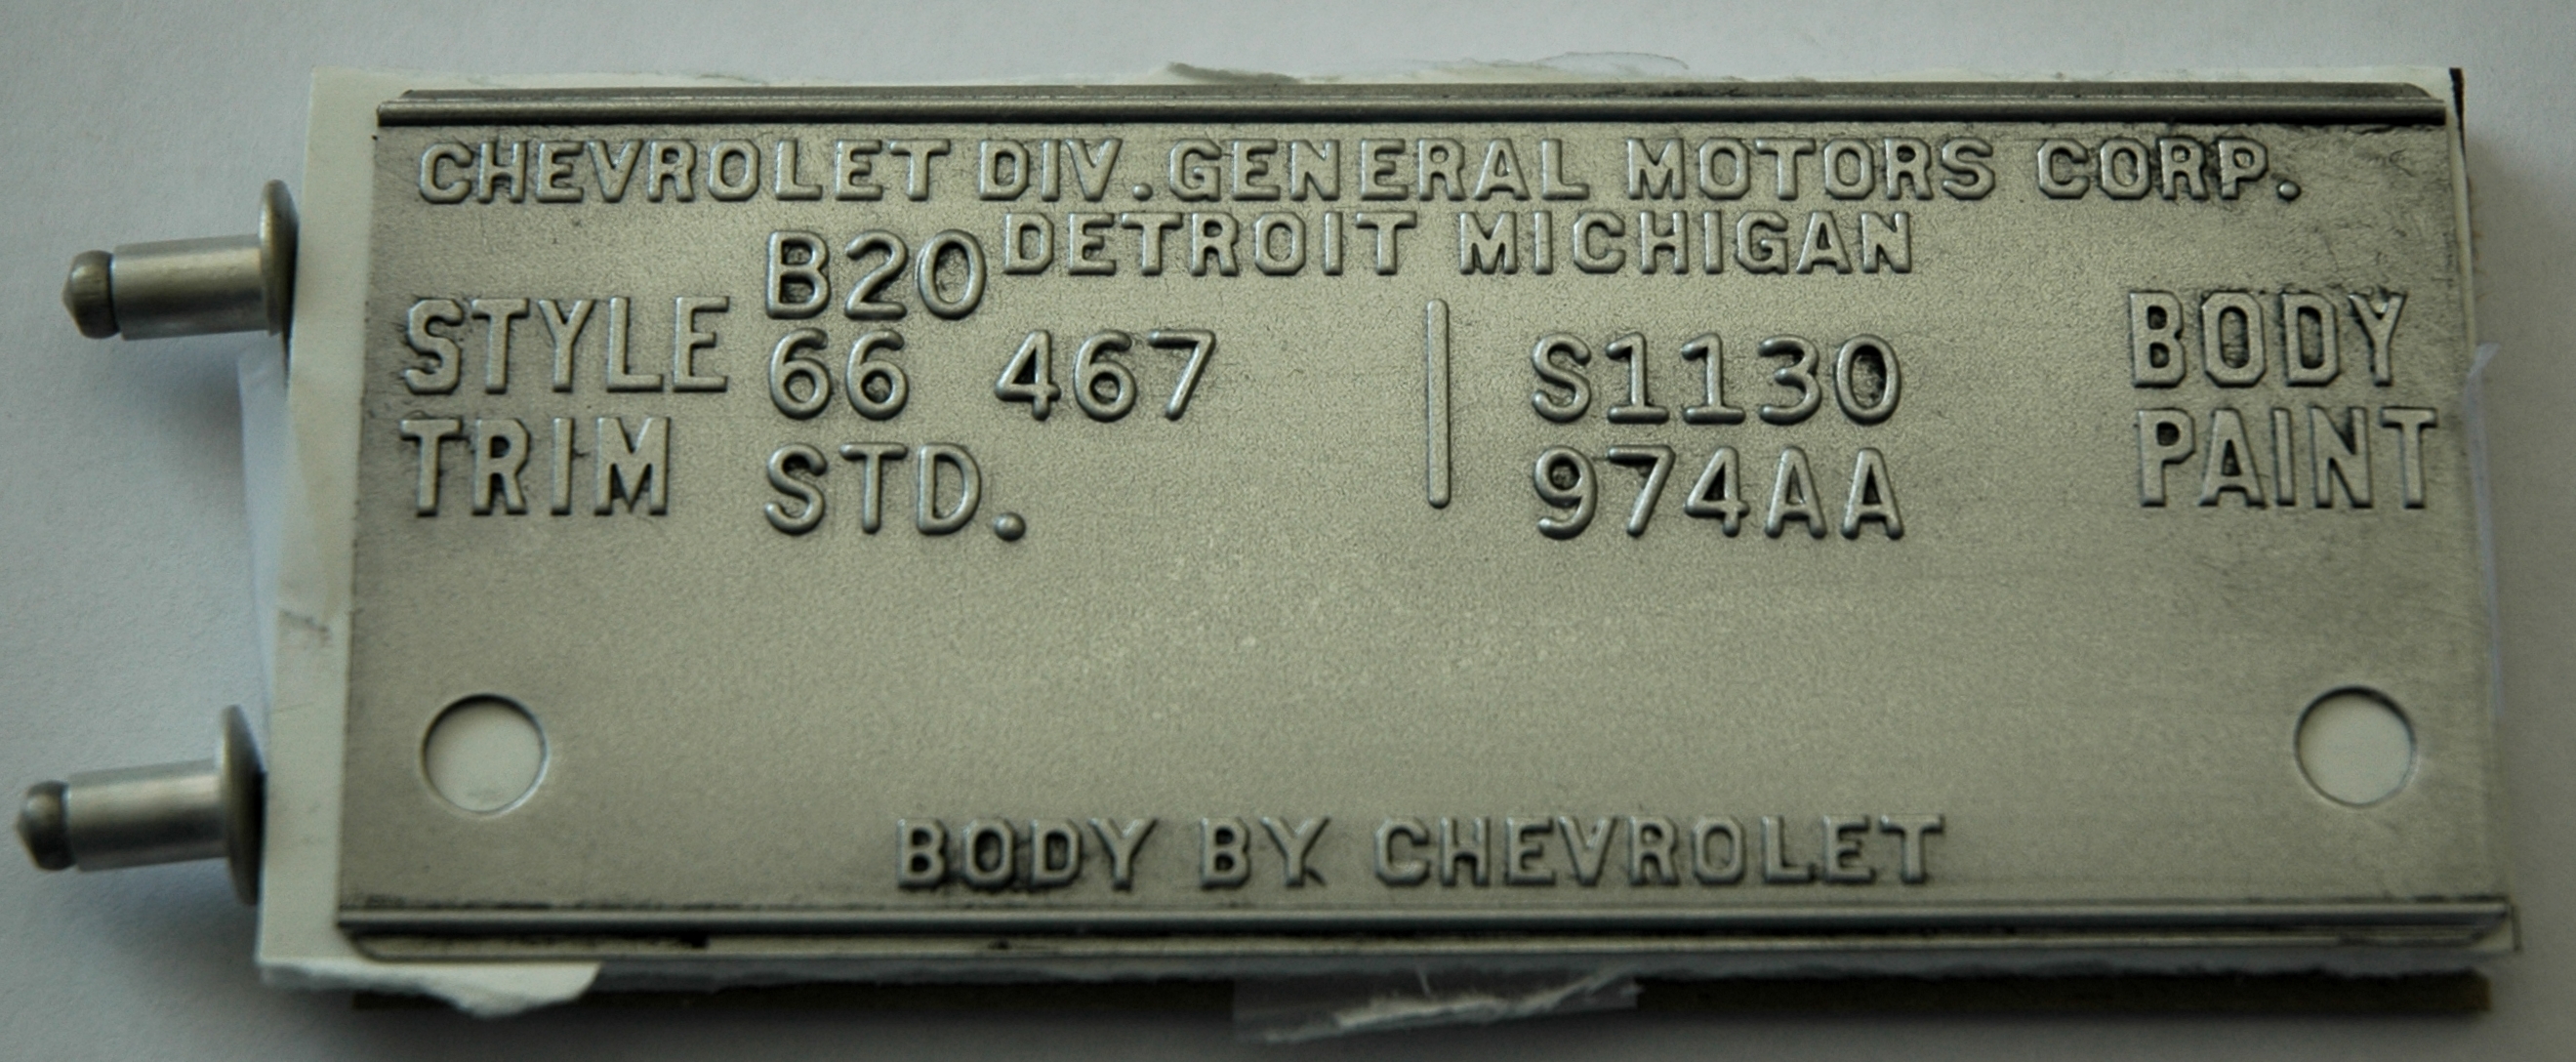 CHEVROLET DIV. GENERAL MOTORS CORP.
B20 DETROIT MICHIGAN
STYLE 66 467 S1130 BODY
TRIM STD. 974AA PAINT
BODY BY CHEVROLET